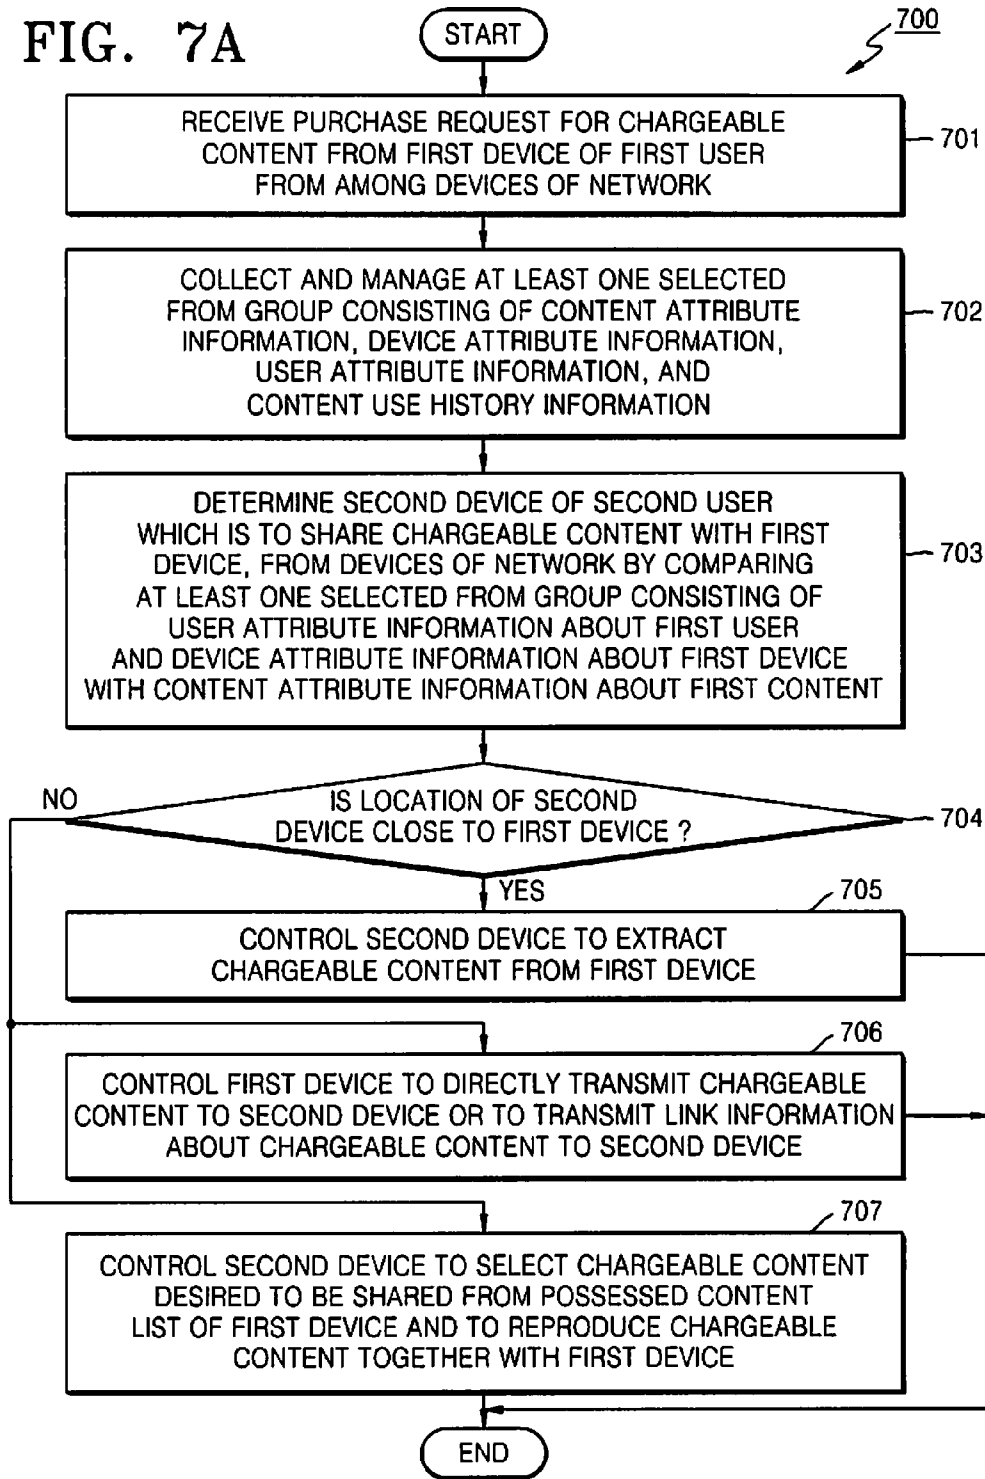 FIG. 7A
START
700
RECEIVE PURCHASE REQUEST FOR CHARGEABLE
CONTENT FROM FIRST DEVICE OF FIRST USER
FROM AMONG DEVICES OF NETWORK
701
COLLECT AND MANAGE AT LEAST ONE SELECTED
FROM GROUP CONSISTING OF CONTENT ATTRIBUTE
INFORMATION, DEVICE ATTRIBUTE INFORMATION,
USER ATTRIBUTE INFORMATION, AND
CONTENT USE HISTORY INFORMATION
702
DETERMINE SECOND DEVICE OF SECOND USER
WHICH IS TO SHARE CHARGEABLE CONTENT WITH FIRST
DEVICE, FROM DEVICES OF NETWORK BY COMPARING
AT LEAST ONE SELECTED FROM GROUP CONSISTING OF
USER ATTRIBUTE INFORMATION ABOUT FIRST USER
AND DEVICE ATTRIBUTE INFORMATION ABOUT FIRST DEVICE
WITH CONTENT ATTRIBUTE INFORMATION ABOUT FIRST CONTENT
703
NO
IS LOCATION OF SECOND
DEVICE CLOSE TO FIRST DEVICE ?
704
YES
705
CONTROL SECOND DEVICE TO EXTRACT
CHARGEABLE CONTENT FROM FIRST DEVICE
706
CONTROL FIRST DEVICE TO DIRECTLY TRANSMIT CHARGEABLE
CONTENT TO SECOND DEVICE OR TO TRANSMIT LINK INFORMATION
ABOUT CHARGEABLE CONTENT TO SECOND DEVICE
707
CONTROL SECOND DEVICE TO SELECT CHARGEABLE CONTENT
DESIRED TO BE SHARED FROM POSSESSED CONTENT
LIST OF FIRST DEVICE AND TO REPRODUCE CHARGEABLE
CONTENT TOGETHER WITH FIRST DEVICE
END